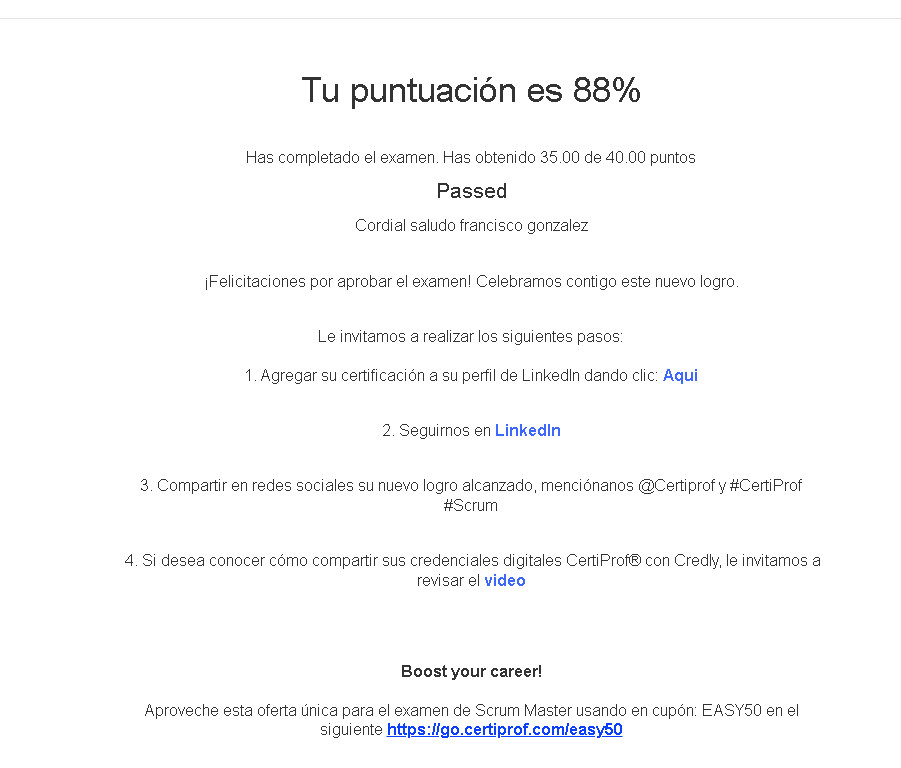 Tu puntuación es 88%
Has completado el examen. Has obtenido 35.00 de 40.00 puntos
Passed
Cordial saludo francisco gonzalez
¡Felicitaciones por aprobar el examen! Celebramos contigo este nuevo logro.
Le invitamos a realizar los siguientes pasos:
1. Agregar su certificación a su perfil de LinkedIn dando clic: Aqui
2. Seguirnos en LinkedIn
3. Compartir en redes sociales su nuevo logro alcanzado, menciónanos @Certiprof y #CertiProf
#Scrum
4. Si desea conocer cómo compartir sus credenciales digitales CertiProf® con Credly, le invitamos a
revisar el video
Boost your career!
Aproveche esta oferta única para el examen de Scrum Master usando en cupón: EASY50 en el
siguiente https://go.certiprof.com/easy50